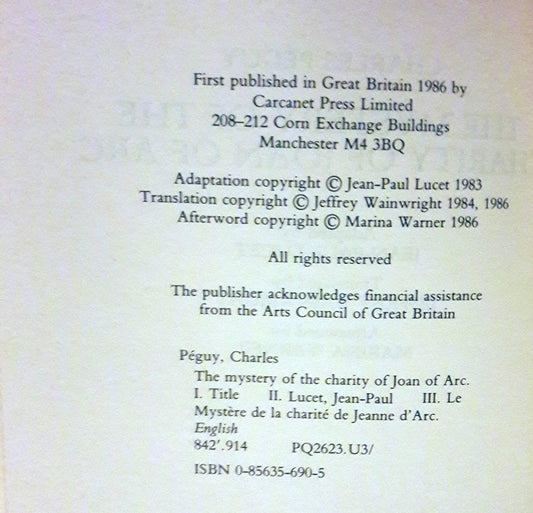 First published in Great Britain 1986 by
Carcanet Press Limited
208–212 Corn Exchange Buildings
Manchester M4 3BQ
Adaptation copyright © Jean-Paul Lucet 1983
Translation copyright © Jeffrey Wainwright 1984, 1986
Afterword copyright © Marina Warner 1986
All rights reserved
The publisher acknowledges financial assistance
from the Arts Council of Great Britain
Péguy, Charles
The mystery of the charity of Joan of Arc.
I. Title II. Lucet, Jean-Paul III. Le
Mystère de la charité de Jeanne d'Arc.
English
842'.914 PQ2623.U3/
ISBN 0-85635-690-5